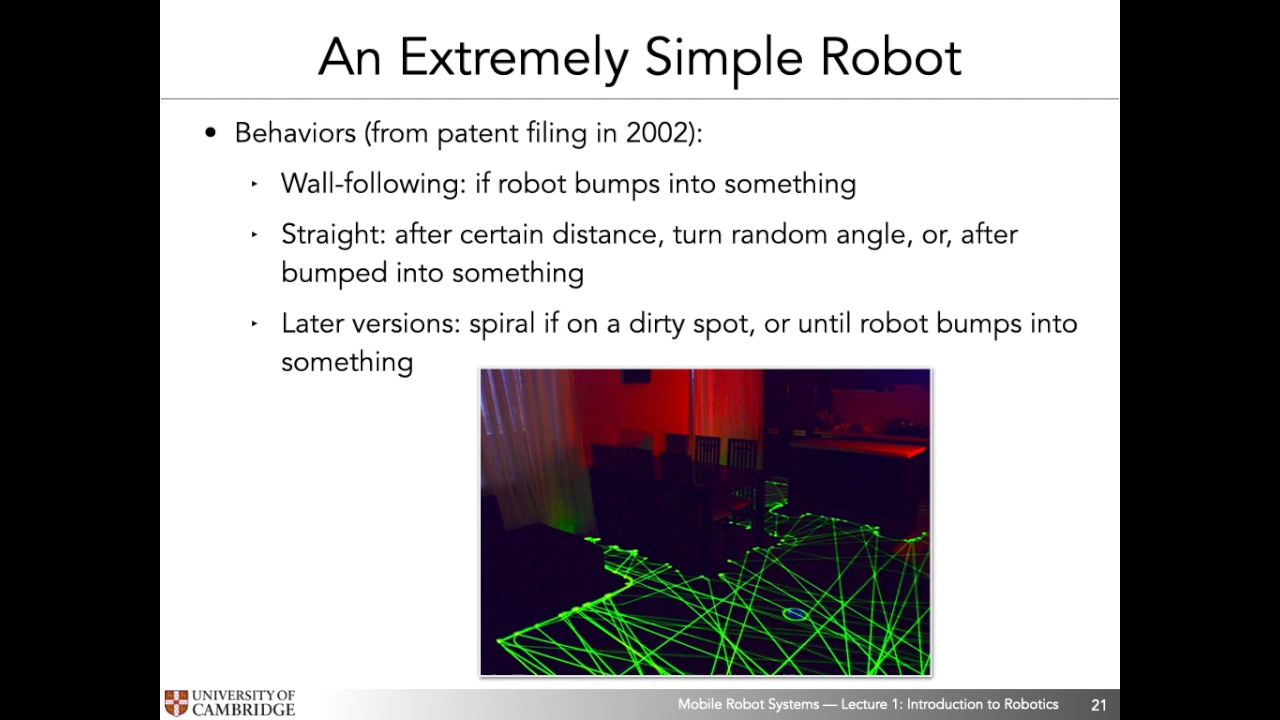 An Extremely Simple Robot
• Behaviors (from patent filing in 2002):
‣ Wall-following: if robot bumps into something
‣ Straight: after certain distance, turn random angle, or, after
bumped into something
‣ Later versions: spiral if on a dirty spot, or until robot bumps into
something
UNIVERSITY OF
CAMBRIDGE
Mobile Robot Systems — Lecture 1: Introduction to Robotics 21